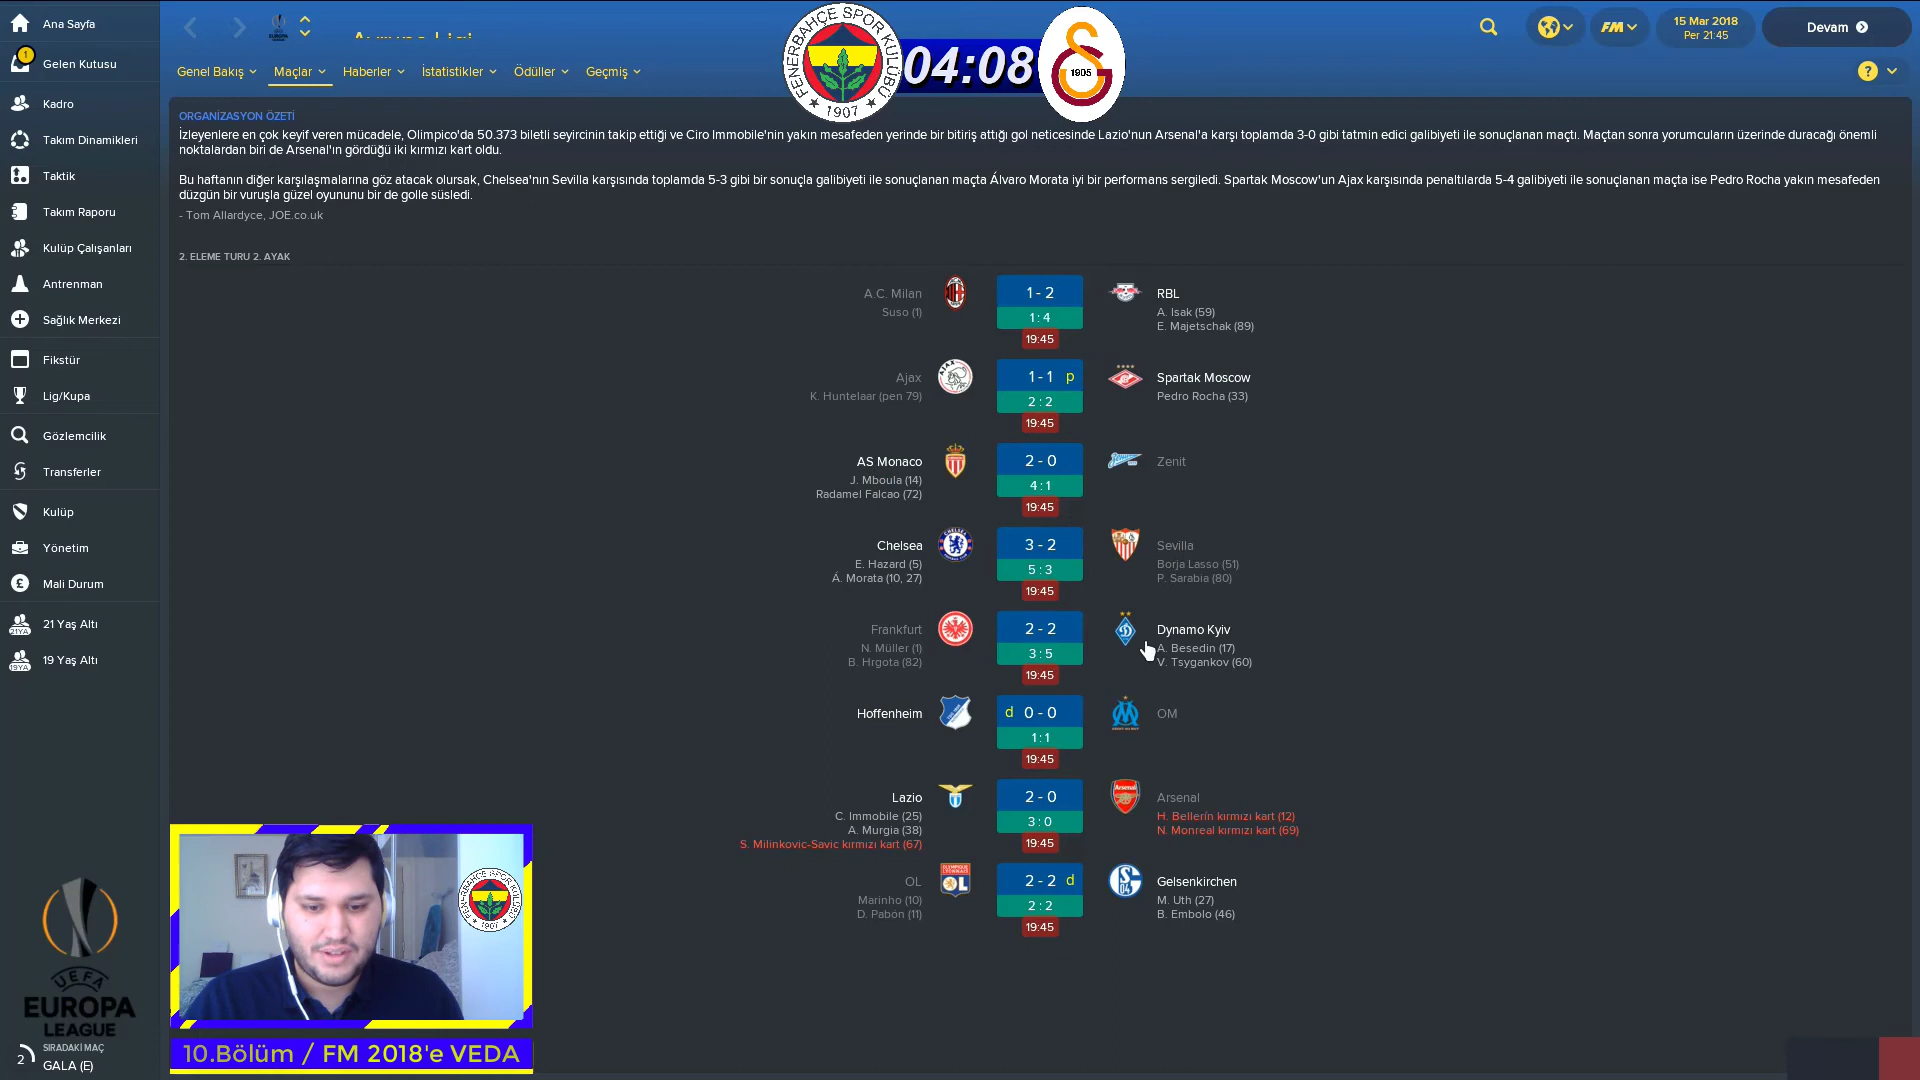 Ana Sayfa
1
Gelen Kutusu
Kadro
Takım Dinamikleri
Taktik
Takım Raporu
Kulüp Çalışanları
Antrenman
Sağlık Merkezi
Fikstür
Lig/Kupa
Gözlemcilik
Transferler
Kulüp
Yönetim
Mali Durum
21YA
21 Yaş Altı
19YA
19 Yaş Altı
UEFA
EUROPA
LEAGUE
2
SIRADAKİ MAÇ
GALA (E)
Genel Bakış
Maçlar
Haberler
İstatistikler
Ödüller
Geçmiş
FENERBAHÇE SPOR KULÜBÜ
1907
04:08
1905
FM
15 Mar 2018
Per 21:45
Devam
?
ORGANİZASYON ÖZETİ
İzleyenlere en çok keyif veren mücadele, Olimpico'da 50.373 biletli seyircinin takip ettiği ve Ciro Immobile'nin yakın mesafeden yerinde bir bitiriş attığı gol neticesinde Lazio'nun Arsenal'a karşı toplamda 3-0 gibi tatmin edici galibiyeti ile sonuçlanan maçtı. Maçtan sonra yorumcuların üzerinde duracağı önemli
noktalardan biri de Arsenal'ın gördüğü iki kırmızı kart oldu.
Bu haftanın diğer karşılaşmalarına göz atacak olursak, Chelsea'nın Sevilla karşısında toplamda 5-3 gibi bir sonuçla galibiyeti ile sonuçlanan maçta Álvaro Morata iyi bir performans sergiledi. Spartak Moscow'un Ajax karşısında penaltılarda 5-4 galibiyeti ile sonuçlanan maçta ise Pedro Rocha yakın mesafeden
düzgün bir vuruşla güzel oyununu bir de golle süsledi.
- Tom Allardyce, JOE.co.uk
2. ELEME TURU 2. AYAK
A.C. Milan 1 - 2 RBL
Suso (1) 1 : 4 A. Isak (59)
E. Majetschak (89)
19:45
Ajax 1 - 1 p Spartak Moscow
K. Huntelaar (pen 79) 2 : 2 Pedro Rocha (33)
19:45
AS Monaco 2 - 0 Zenit
J. Mboula (14) 4 : 1
Radamel Falcao (72)
19:45
Chelsea 3 - 2 Sevilla
E. Hazard (5) 5 : 3 Borja Lasso (51)
Á. Morata (10, 27) P. Sarabia (80)
19:45
Frankfurt 2 - 2 Dynamo Kyiv
N. Müller (1) 3 : 5 A. Besedin (17)
B. Hrgota (82) V. Tsygankov (60)
19:45
Hoffenheim d 0 - 0 OM
1 : 1
19:45
Lazio 2 - 0 Arsenal
C. Immobile (25) 3 : 0 H. Bellerín kırmızı kart (12)
A. Murgia (38) N. Monreal kırmızı kart (69)
S. Milinkovic-Savic kırmızı kart (67) 19:45
OL 2 - 2 d Gelsenkirchen
Marinho (10) 2 : 2 M. Uth (27)
D. Pabón (11) B. Embolo (46)
19:45
10.Bölüm / FM 2018'e VEDA